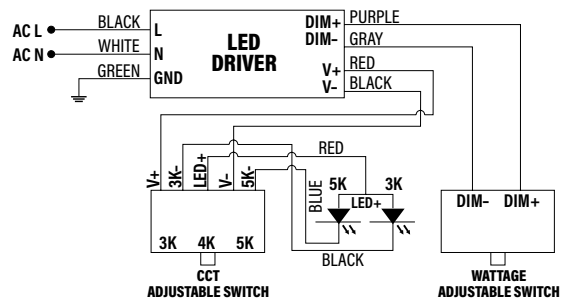 AC L
BLACK
L
AC N
WHITE
N
GREEN
GND
LED
DRIVER
DIM+
PURPLE
DIM-
GRAY
V+
RED
V-
BLACK
V+
3K-
LED+
V-
5K-
RED
BLUE
5K
3K
LED+
DIM- DIM+
3K 4K 5K
BLACK
CCT
ADJUSTABLE SWITCH
WATTAGE
ADJUSTABLE SWITCH